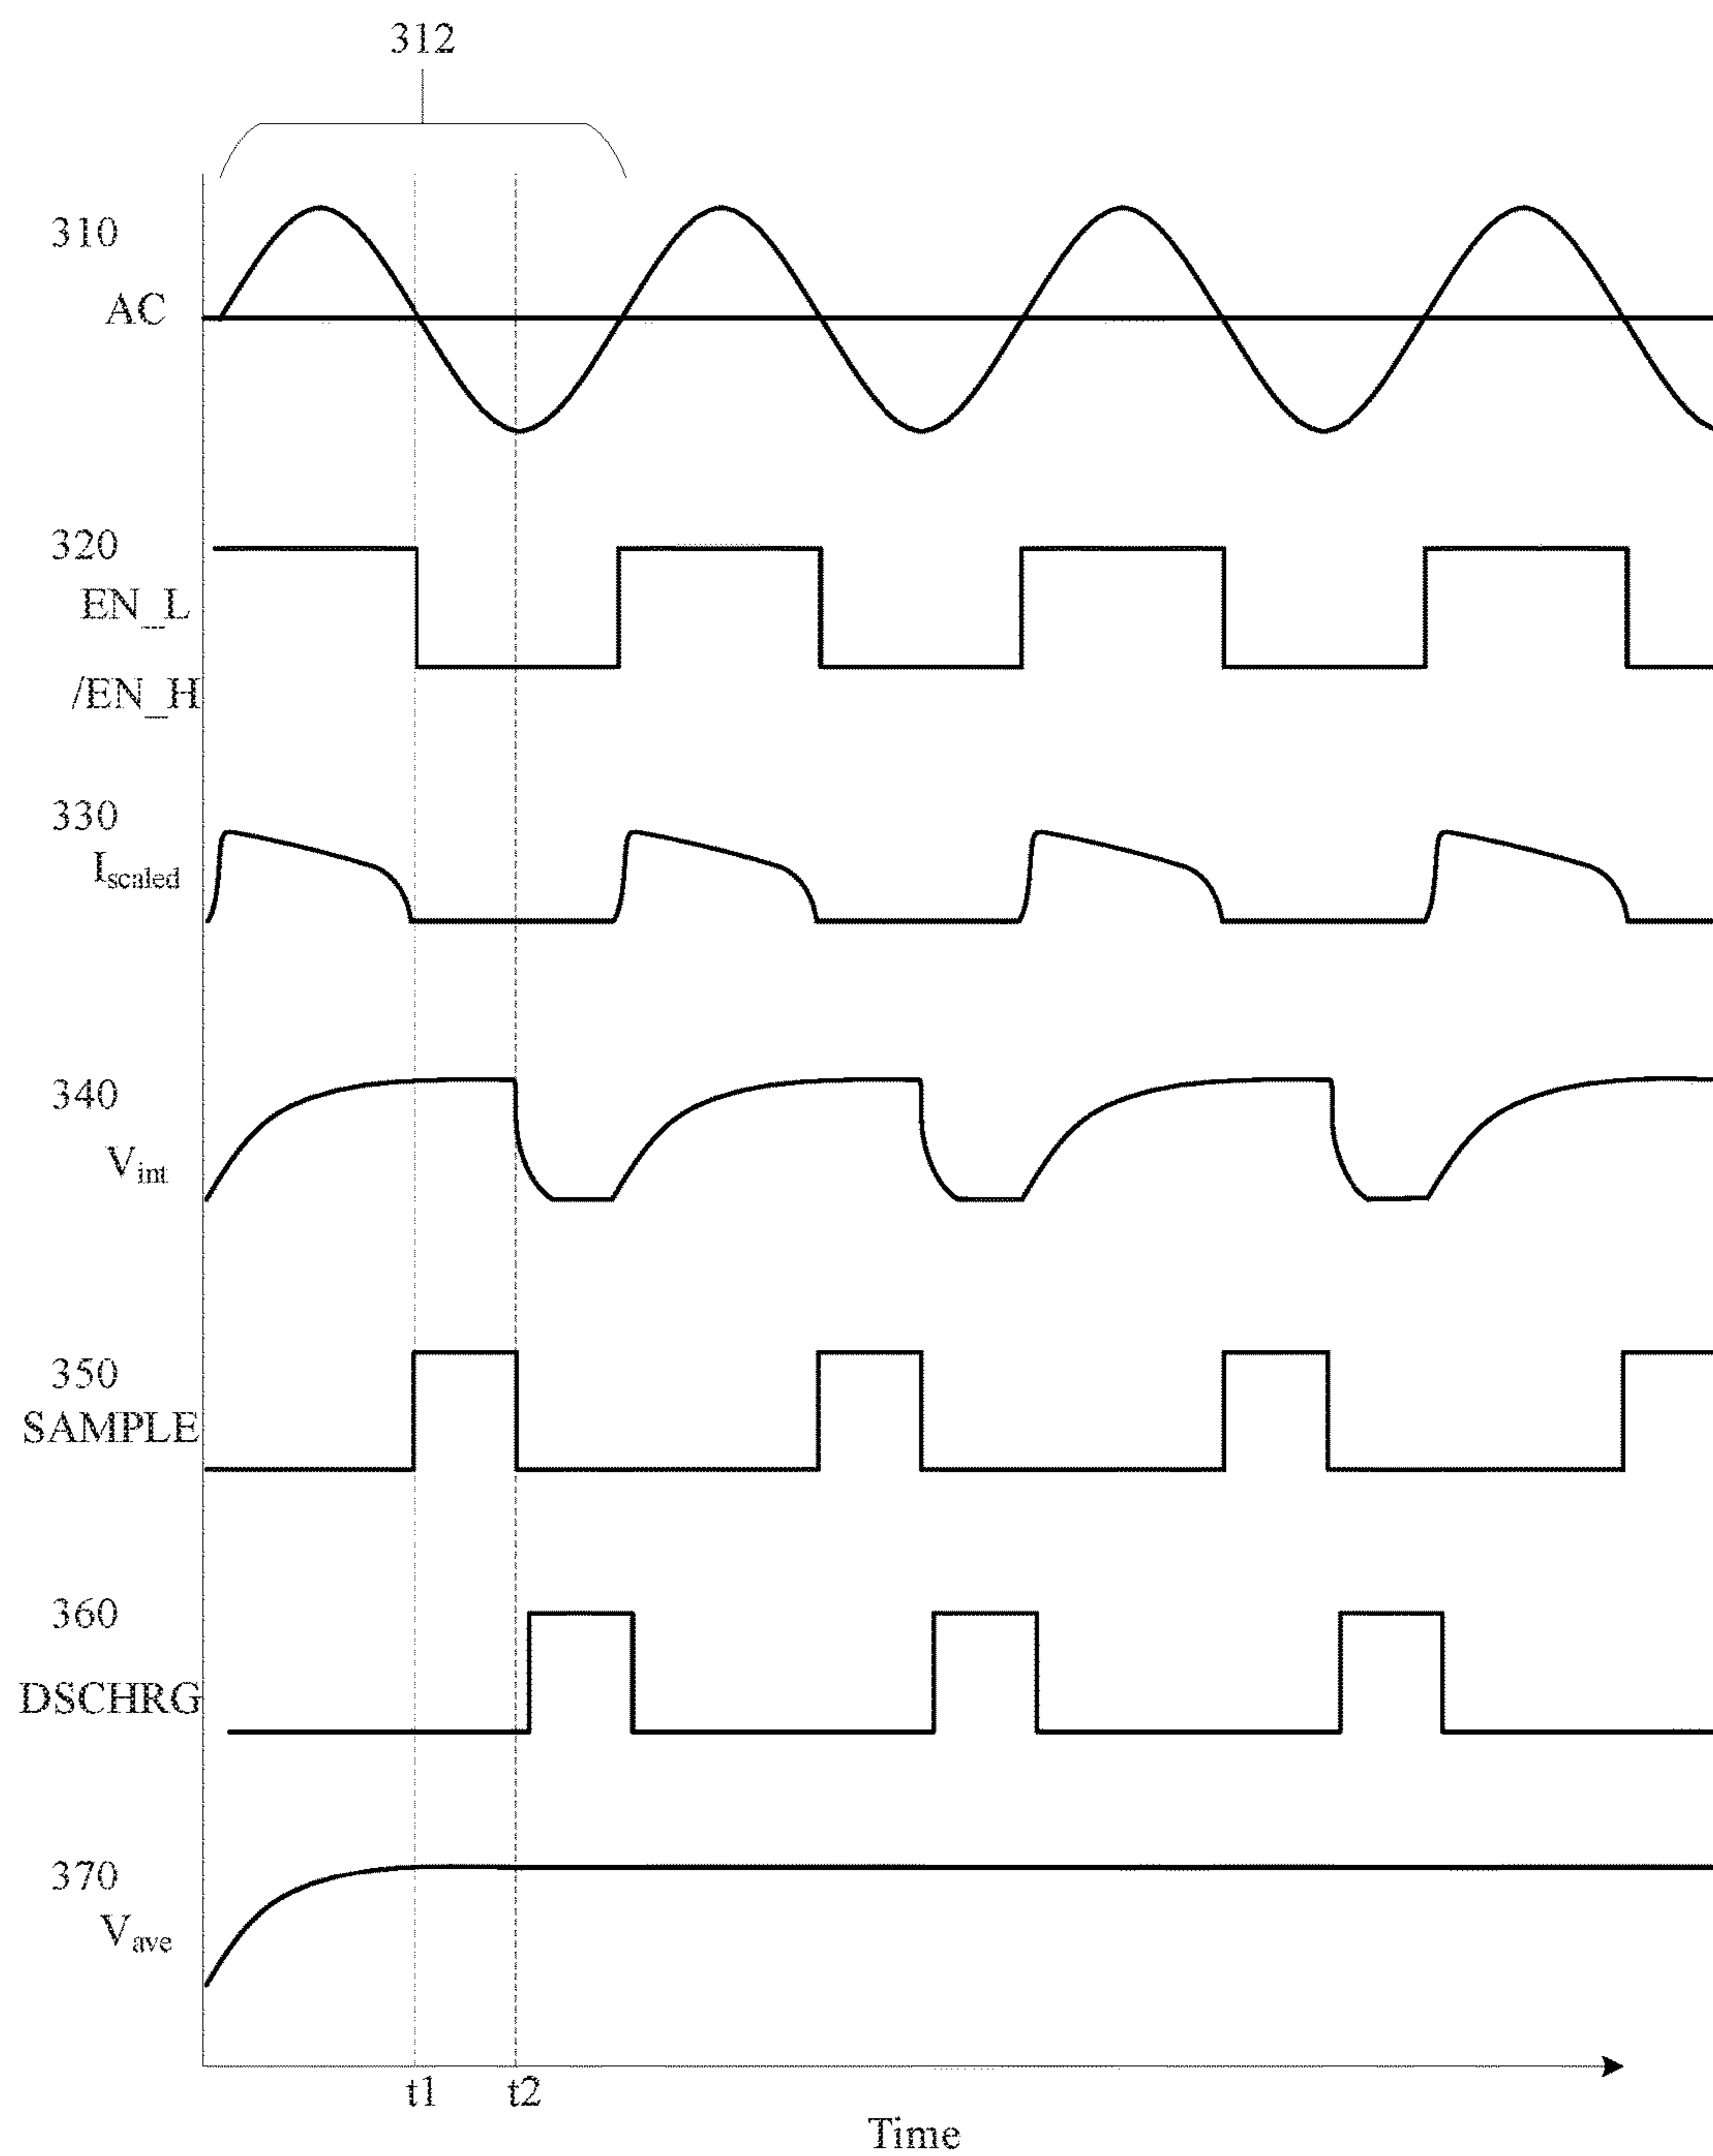 312
310
AC
320
EN_L
/EN_H
330
Iscaled
340
Vint
350
SAMPLE
360
DSCHRG
370
Vave
t1 t2
Time